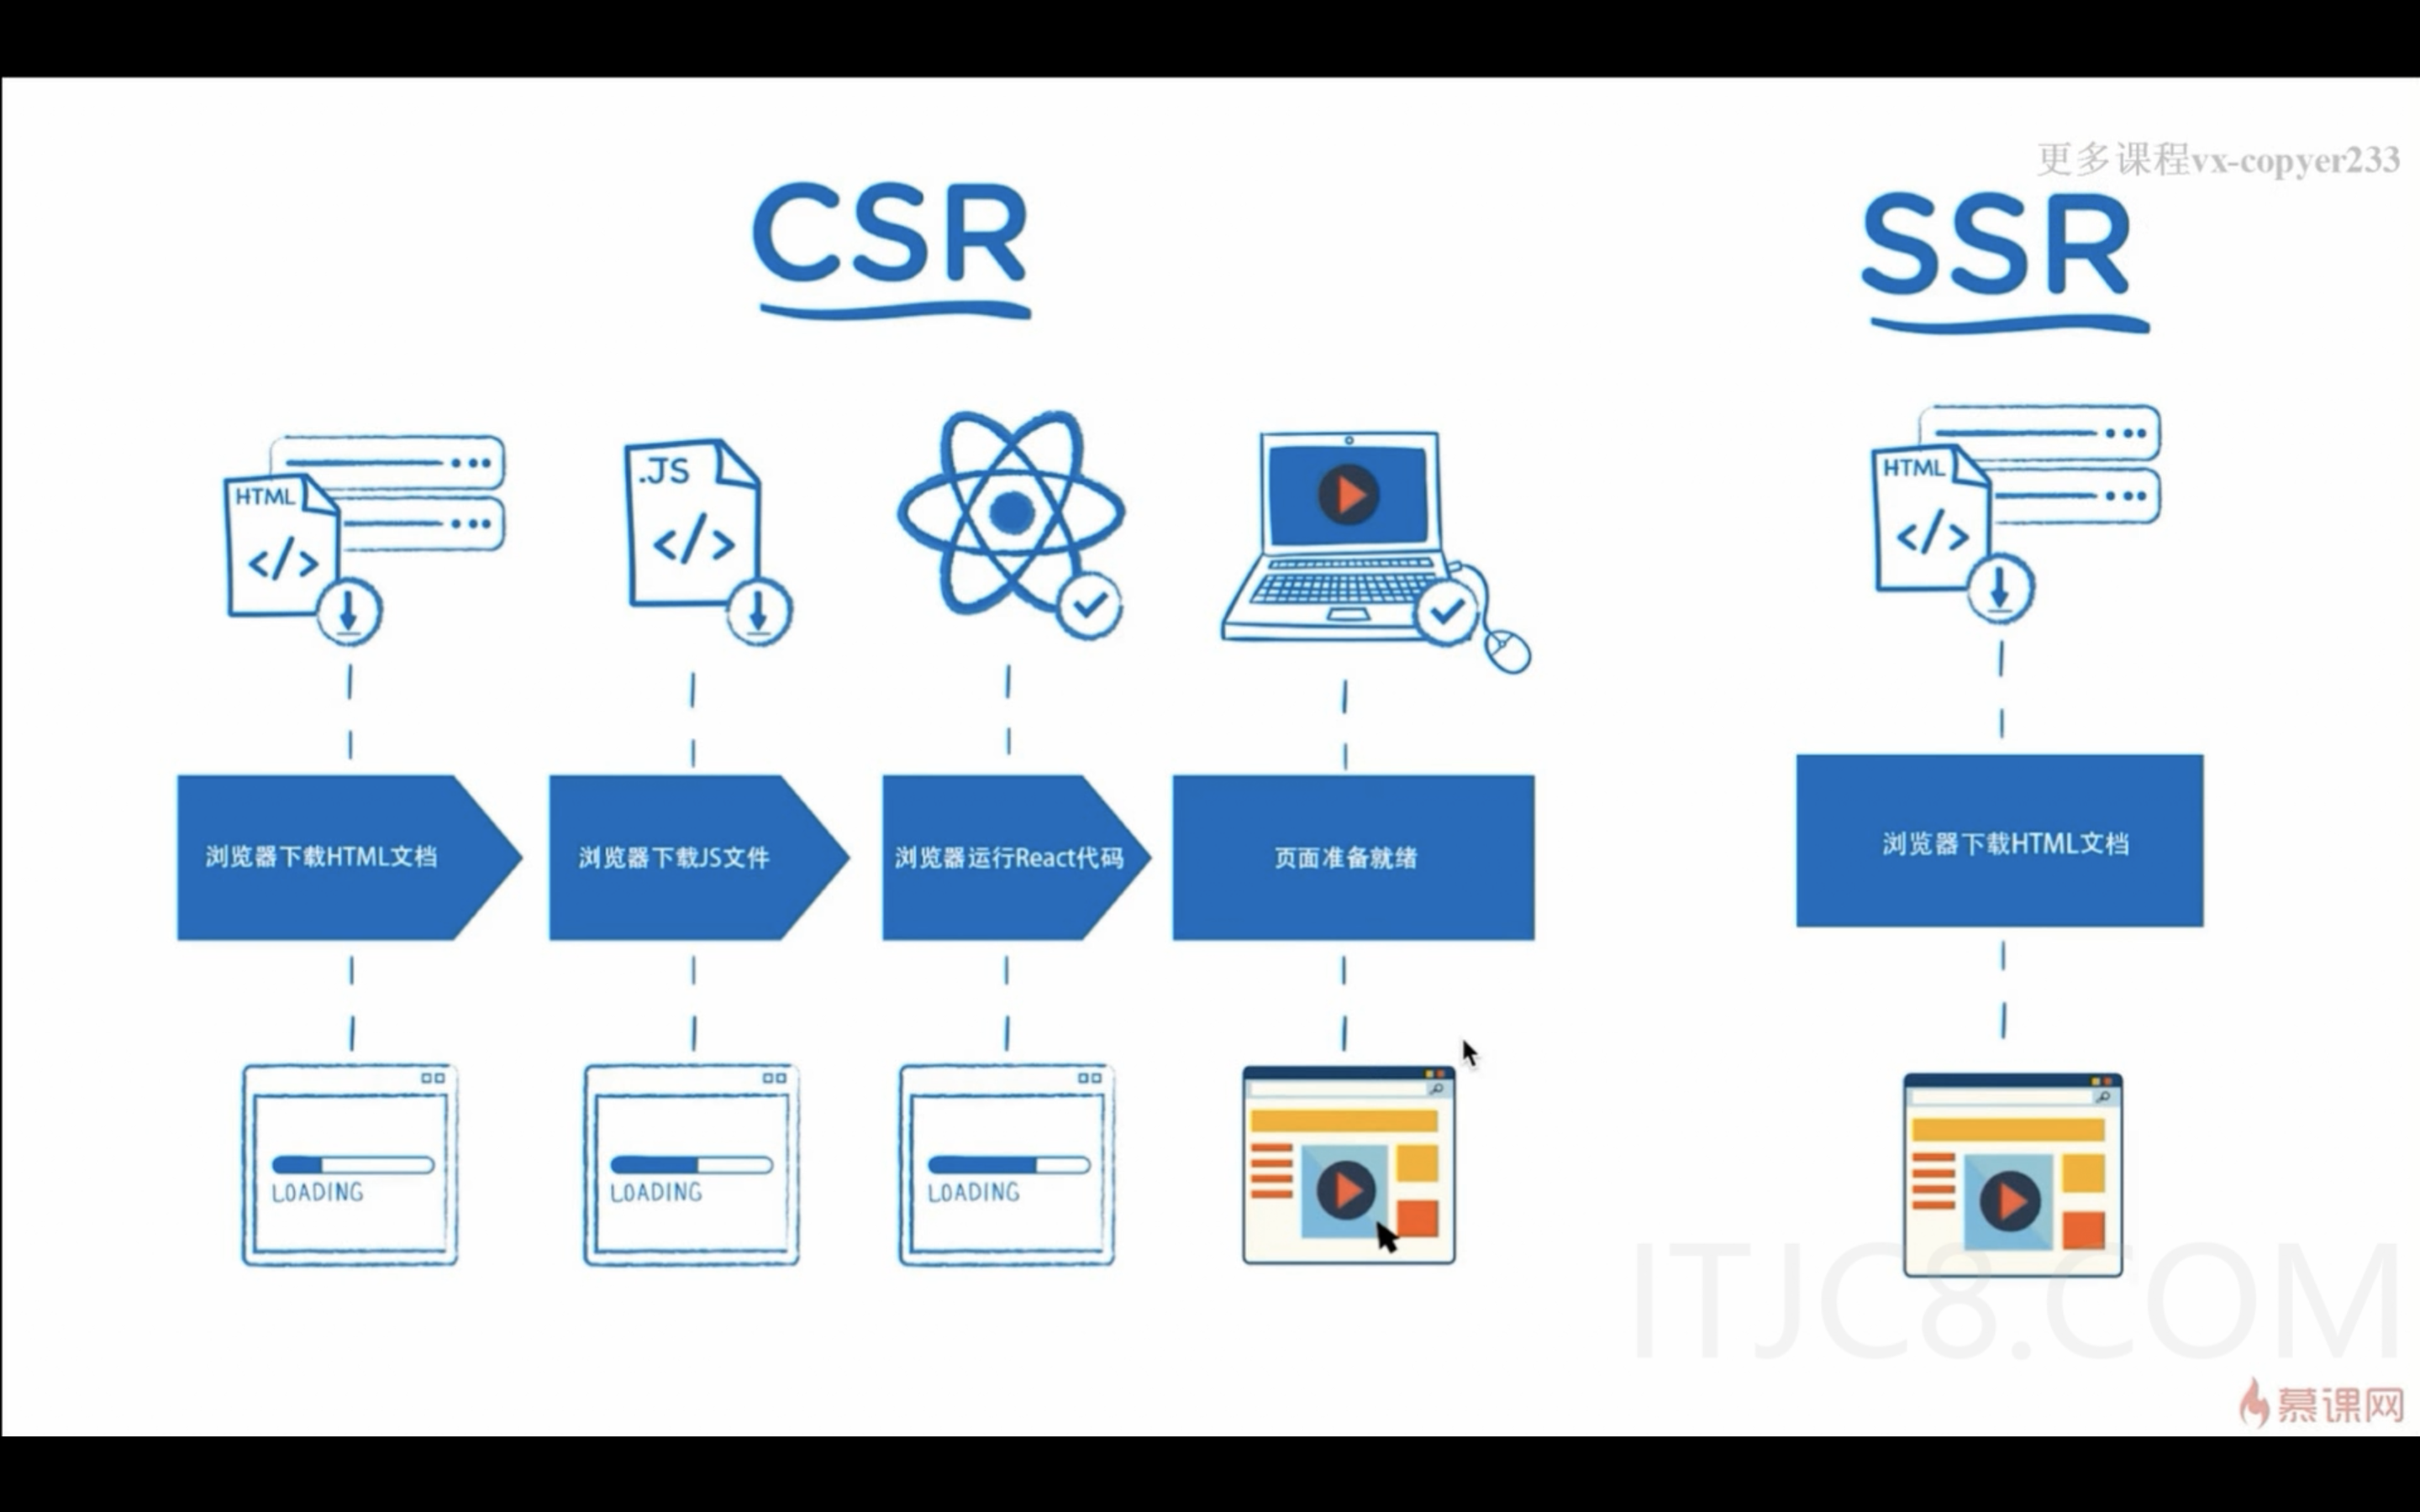 更多课程vx-copyer233
CSR
SSR
HTML
</>
.JS
</>
HTML
</>
浏览器下载HTML文档
浏览器下载JS文件
浏览器运行React代码
页面准备就绪
浏览器下载HTML文档
LOADING
LOADING
LOADING
ITJC8.COM
慕课网